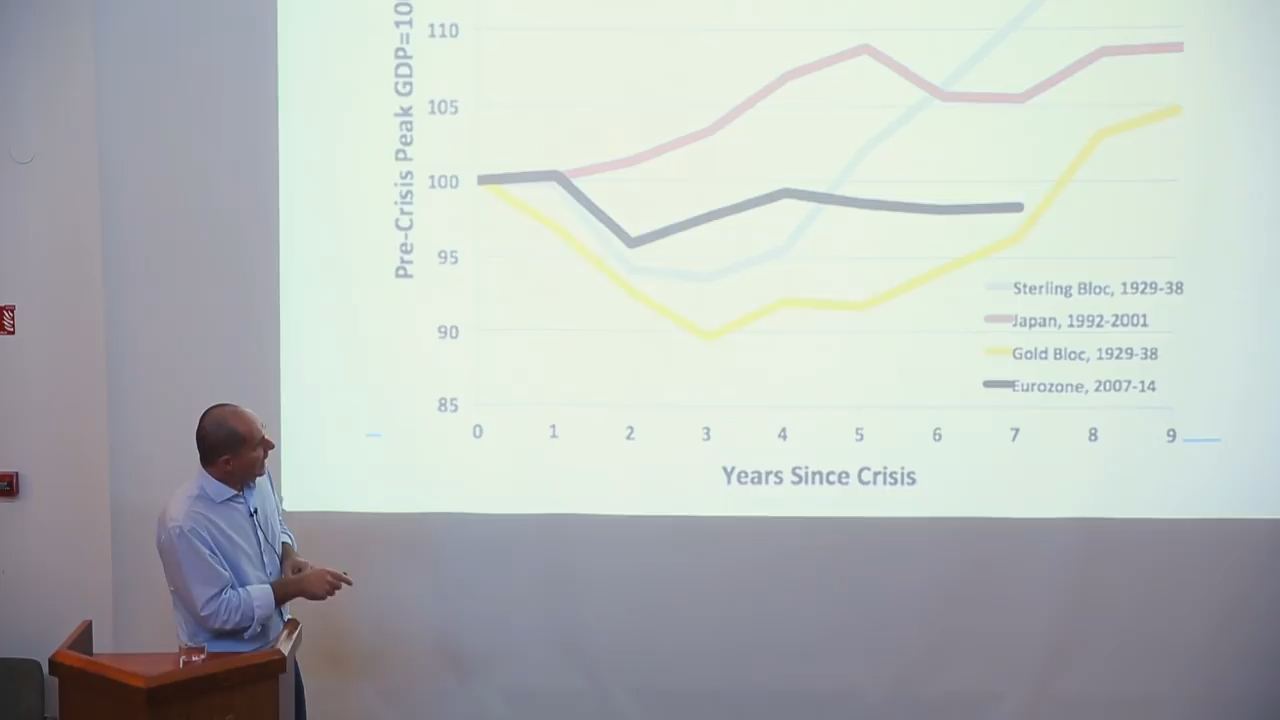 Pre-Crisis Peak GDP=10
110
105
100
95
90
85
Sterling Bloc, 1929-38
Japan, 1992-2001
Gold Bloc, 1929-38
Eurozone, 2007-14
0 1 2 3 4 5 6 7 8 9
Years Since Crisis